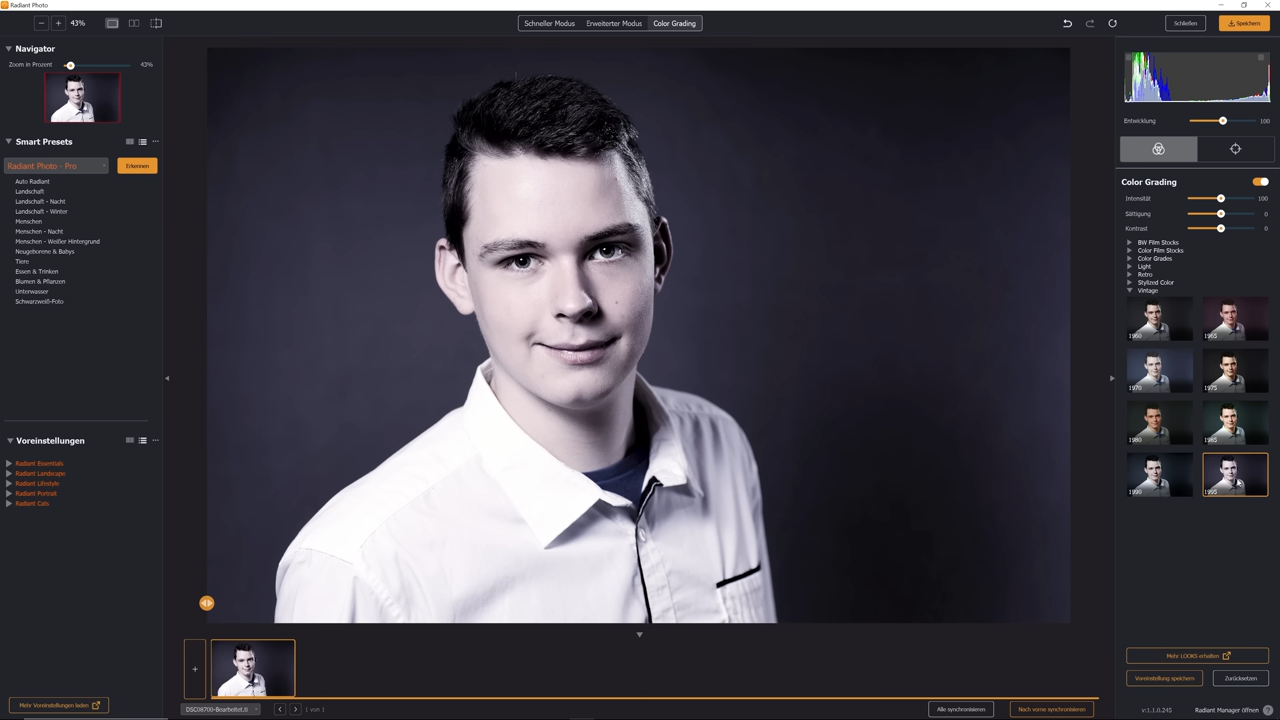 Radiant Photo
43%
Schneller Modus
Erweiterter Modus
Color Grading
Schließen
Speichern
Navigator
Zoom in Prozent
43%
Smart Presets
Radiant Photo - Pro
Erkennen
Auto Radiant
Landschaft
Landschaft - Nacht
Landschaft - Winter
Menschen
Menschen - Nacht
Menschen - Weißer Hintergrund
Neugeborene & Babys
Tiere
Essen & Trinken
Blumen & Pflanzen
Unterwasser
Schwarzweiß-Foto
Voreinstellungen
Radiant Essentials
Radiant Landscape
Radiant Lifestyle
Radiant Portrait
Radiant Cats
Mehr Voreinstellungen laden
DSC08700-Bearbeitet.ti
1 von 1
Alle synchronisieren
Nach vorne synchronisieren
Entwicklung
100
Color Grading
Intensität
100
Sättigung
0
Kontrast
0
BW Film Stocks
Color Film Stocks
Color Grades
Light
Retro
Stylized Color
Vintage
1960
1965
1970
1975
1980
1985
1990
1995
Mehr LOOKS erhalten
Voreinstellung speichern
Zurücksetzen
v:1.1.0.245
Radiant Manager öffnen
?